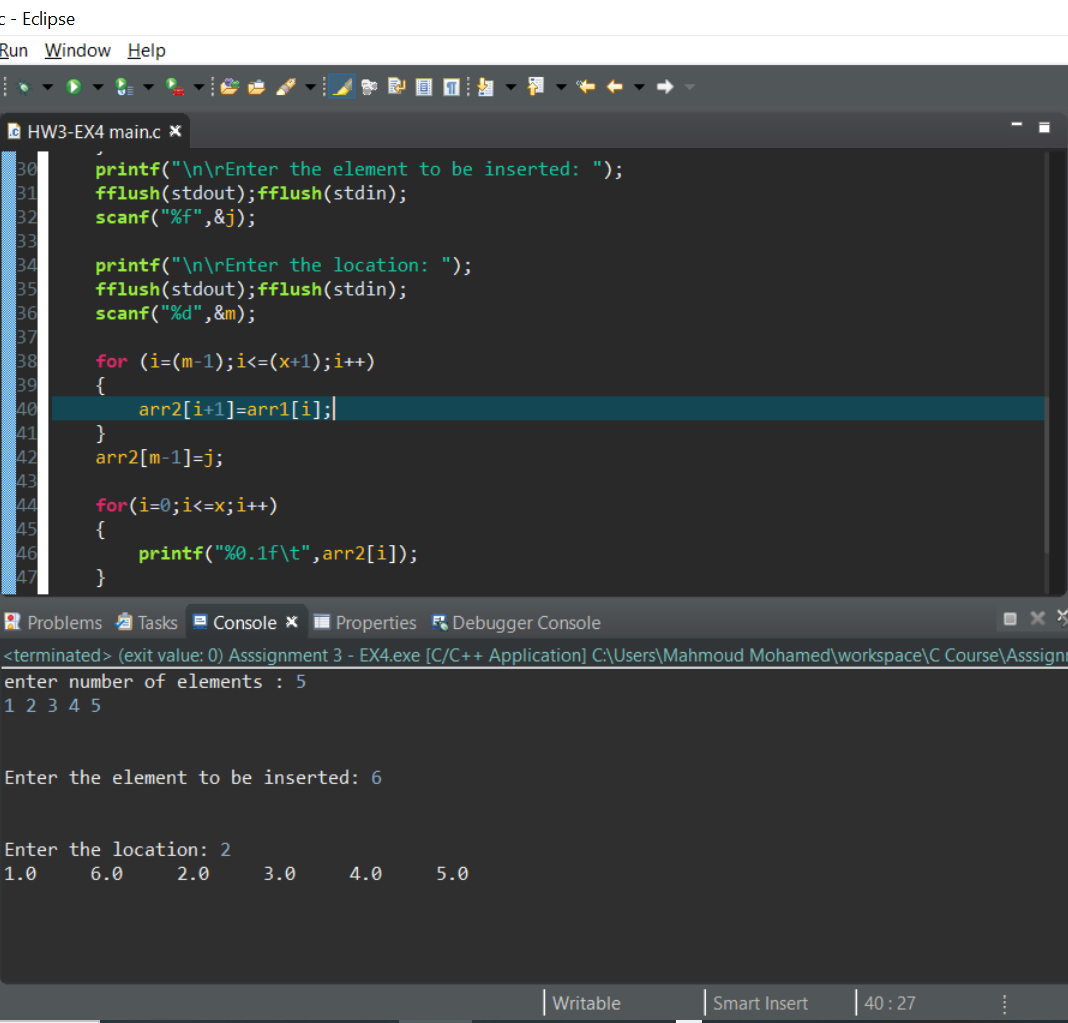 c - Eclipse
Run Window Help
HW3-EX4 main.c
30 printf("\n\rEnter the element to be inserted: ");
31 fflush(stdout);fflush(stdin);
32 scanf("%f",&j);
33
34 printf("\n\rEnter the location: ");
35 fflush(stdout);fflush(stdin);
36 scanf("%d",&m);
37
38 for (i=(m-1);i<=(x+1);i++)
39 {
40 arr2[i+1]=arr1[i];
41 }
42 arr2[m-1]=j;
43
44 for(i=0;i<=x;i++)
45 {
46 printf("%0.1f\t",arr2[i]);
47 }
Problems Tasks Console Properties Debugger Console
<terminated> (exit value: 0) Asssignment 3 - EX4.exe [C/C++ Application] C:\Users\Mahmoud Mohamed\workspace\C Course\Asssignm
enter number of elements : 5
1 2 3 4 5
Enter the element to be inserted: 6
Enter the location: 2
1.0 6.0 2.0 3.0 4.0 5.0
Writable Smart Insert 40 : 27